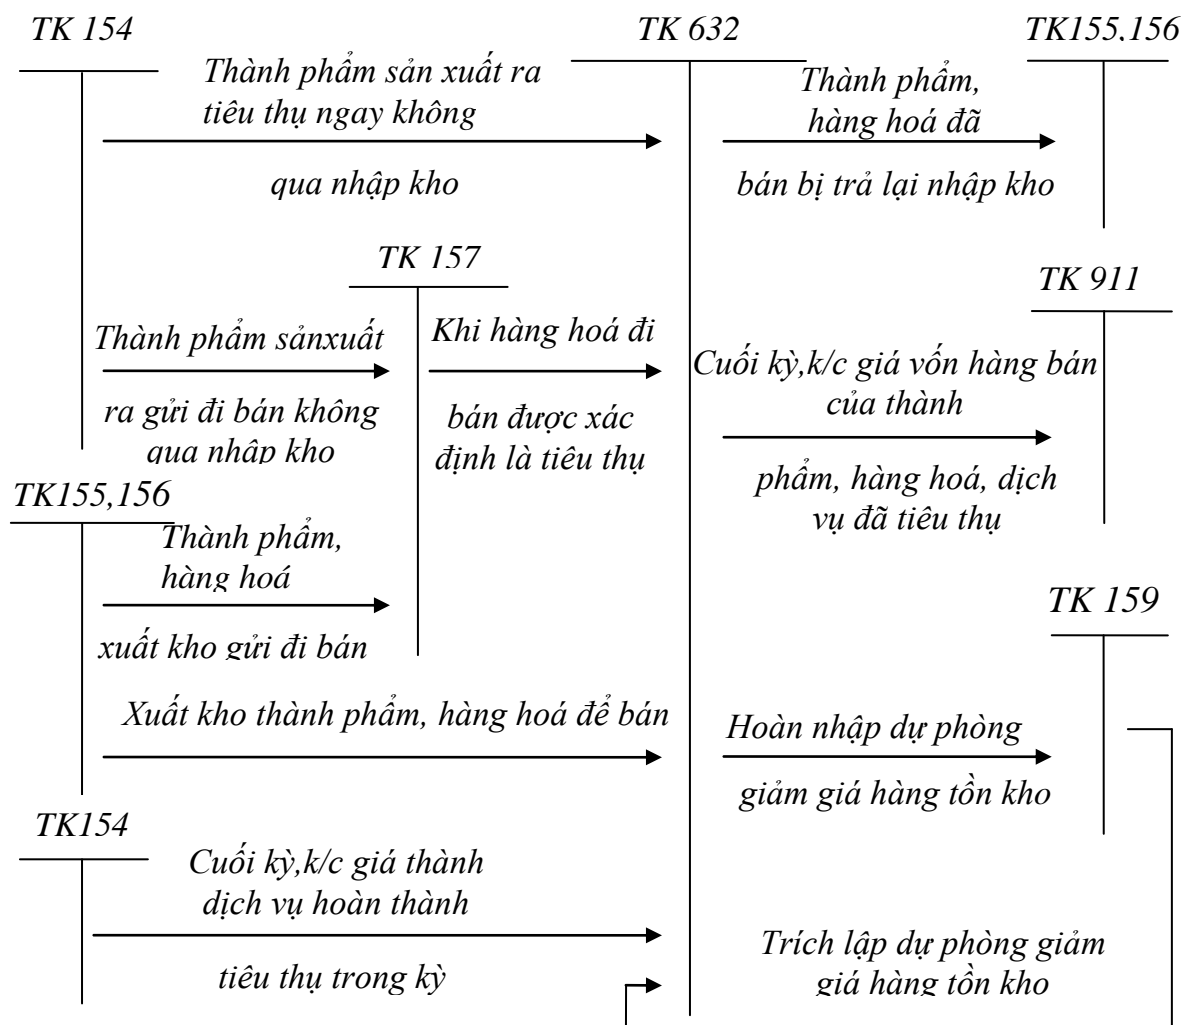 TK 154
TK 632
TK155,156
Thành phẩm sản xuất ra
tiêu thụ ngay không
qua nhập kho
Thành phẩm,
hàng hoá đã
bán bị trả lại nhập kho
TK 157
TK 911
Thành phẩm sảnxuất
ra gửi đi bán không
qua nhập kho
Khi hàng hoá đi
bán được xác
định là tiêu thụ
Cuối kỳ,k/c giá vốn hàng bán
của thành
phẩm, hàng hoá, dịch
vụ đã tiêu thụ
TK155,156
Thành phẩm,
hàng hoá
xuất kho gửi đi bán
TK 159
Xuất kho thành phẩm, hàng hoá để bán
Hoàn nhập dự phòng
giảm giá hàng tồn kho
TK154
Cuối kỳ,k/c giá thành
dịch vụ hoàn thành
tiêu thụ trong kỳ
Trích lập dự phòng giảm
giá hàng tồn kho